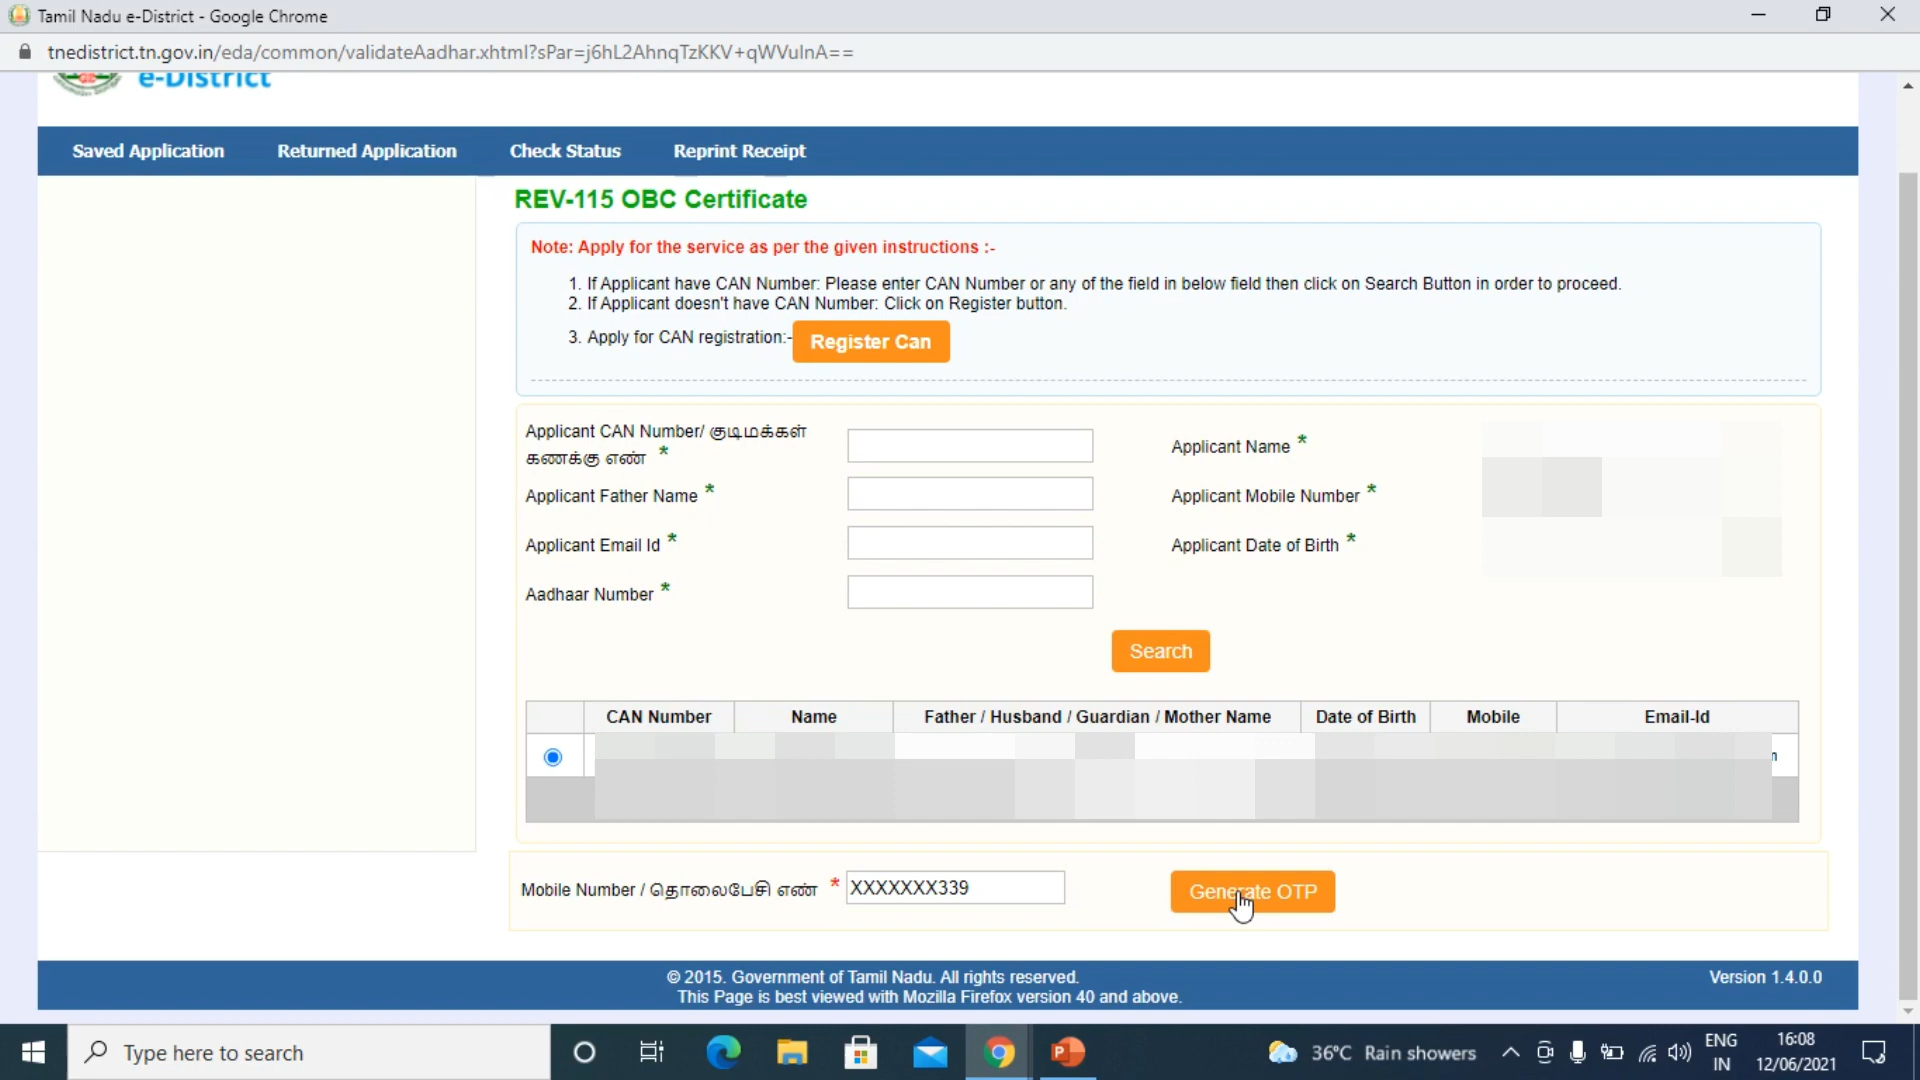 Tamil Nadu e-District - Google Chrome
tnedistrict.tn.gov.in/eda/common/validateAadhar.xhtml?sPar=j6hL2AhnqTzKKV+qWVulnA==
e-District
Saved Application Returned Application Check Status Reprint Receipt
REV-115 OBC Certificate
Note: Apply for the service as per the given instructions :-
1. If Applicant have CAN Number: Please enter CAN Number or any of the field in below field then click on Search Button in order to proceed.
2. If Applicant doesn't have CAN Number: Click on Register button.
3. Apply for CAN registration:- Register Can
Applicant CAN Number/ குடிமக்கள்
கணக்கு எண் * Applicant Name *
Applicant Father Name * Applicant Mobile Number *
Applicant Email Id * Applicant Date of Birth *
Aadhaar Number *
Search
CAN Number Name Father / Husband / Guardian / Mother Name Date of Birth Mobile Email-Id
Mobile Number / தொலைபேசி எண் * XXXXXXX339 Generate OTP
© 2015. Government of Tamil Nadu. All rights reserved. Version 1.4.0.0
This Page is best viewed with Mozilla Firefox version 40 and above.
Type here to search 36°C Rain showers ENG 16:08
IN 12/06/2021